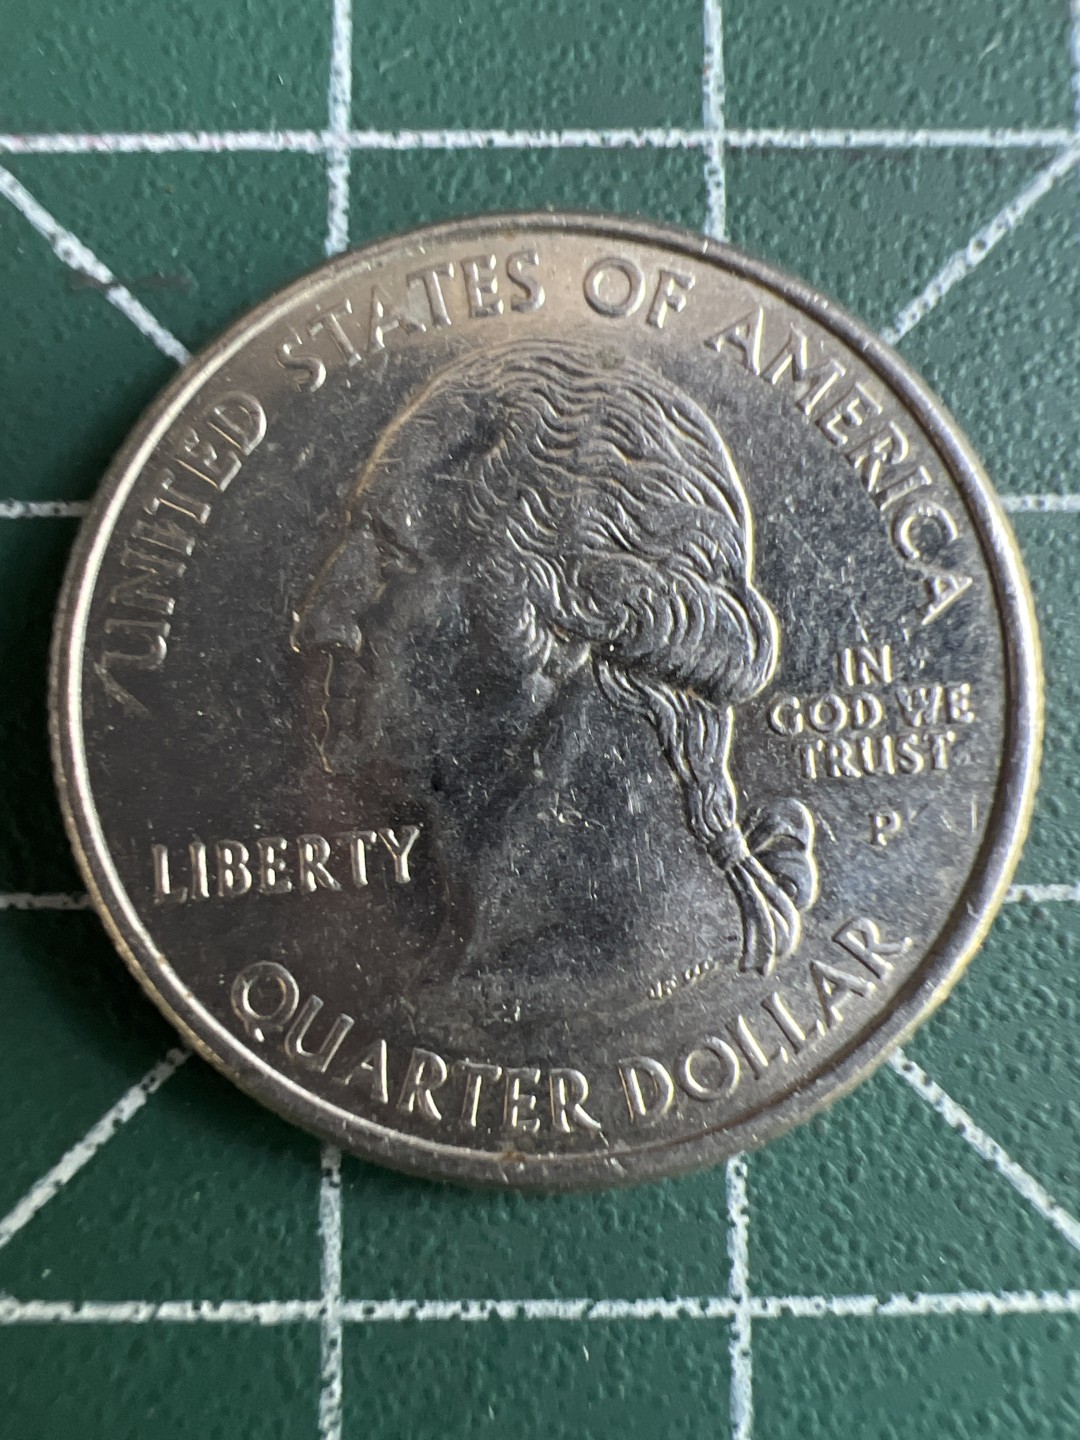 UNITED STATES OF AMERICA
LIBERTY
IN
GOD WE
TRUST
P
QUARTER DOLLAR